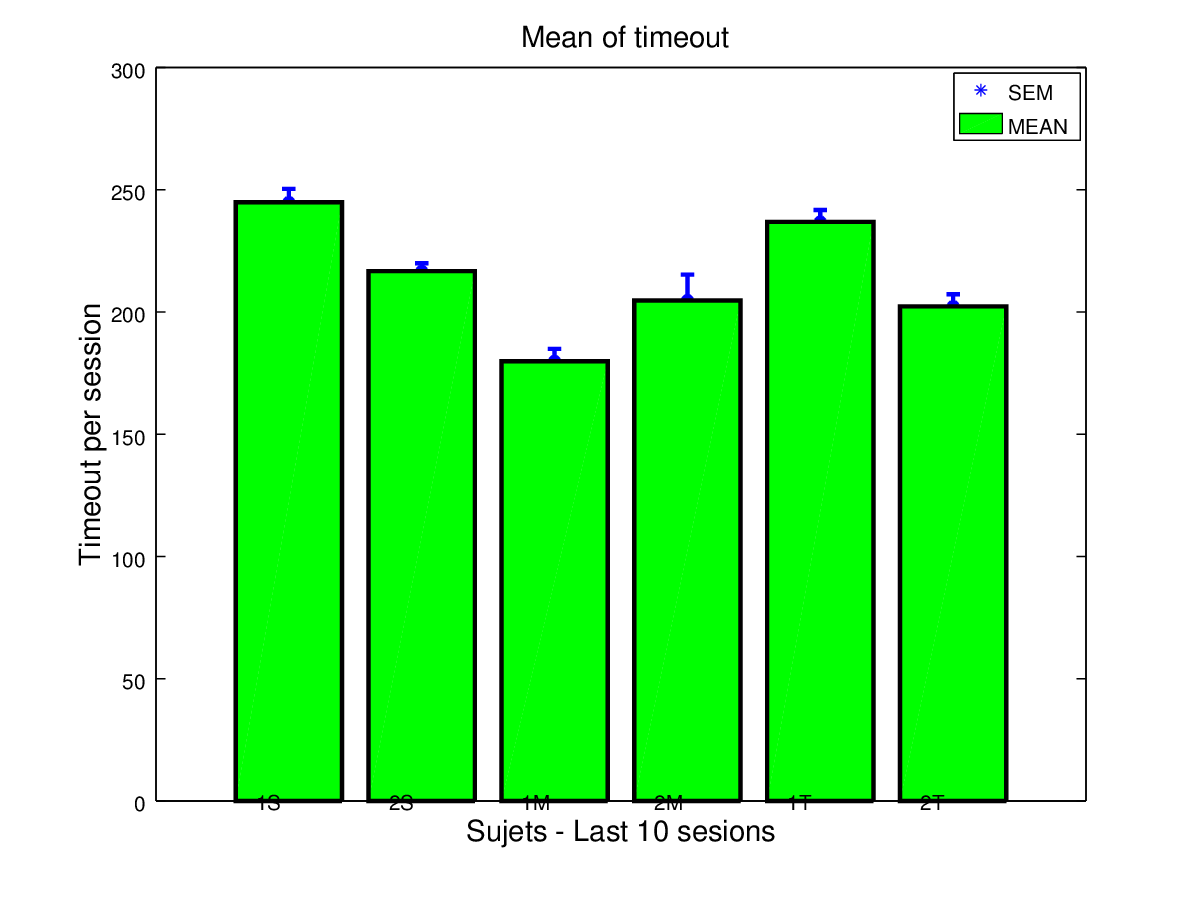 Mean of timeout
SEM
MEAN
Timeout per session
300
250
200
150
100
50
0
1S 2S 1M 2M 1T 2T
Sujets - Last 10 sesions